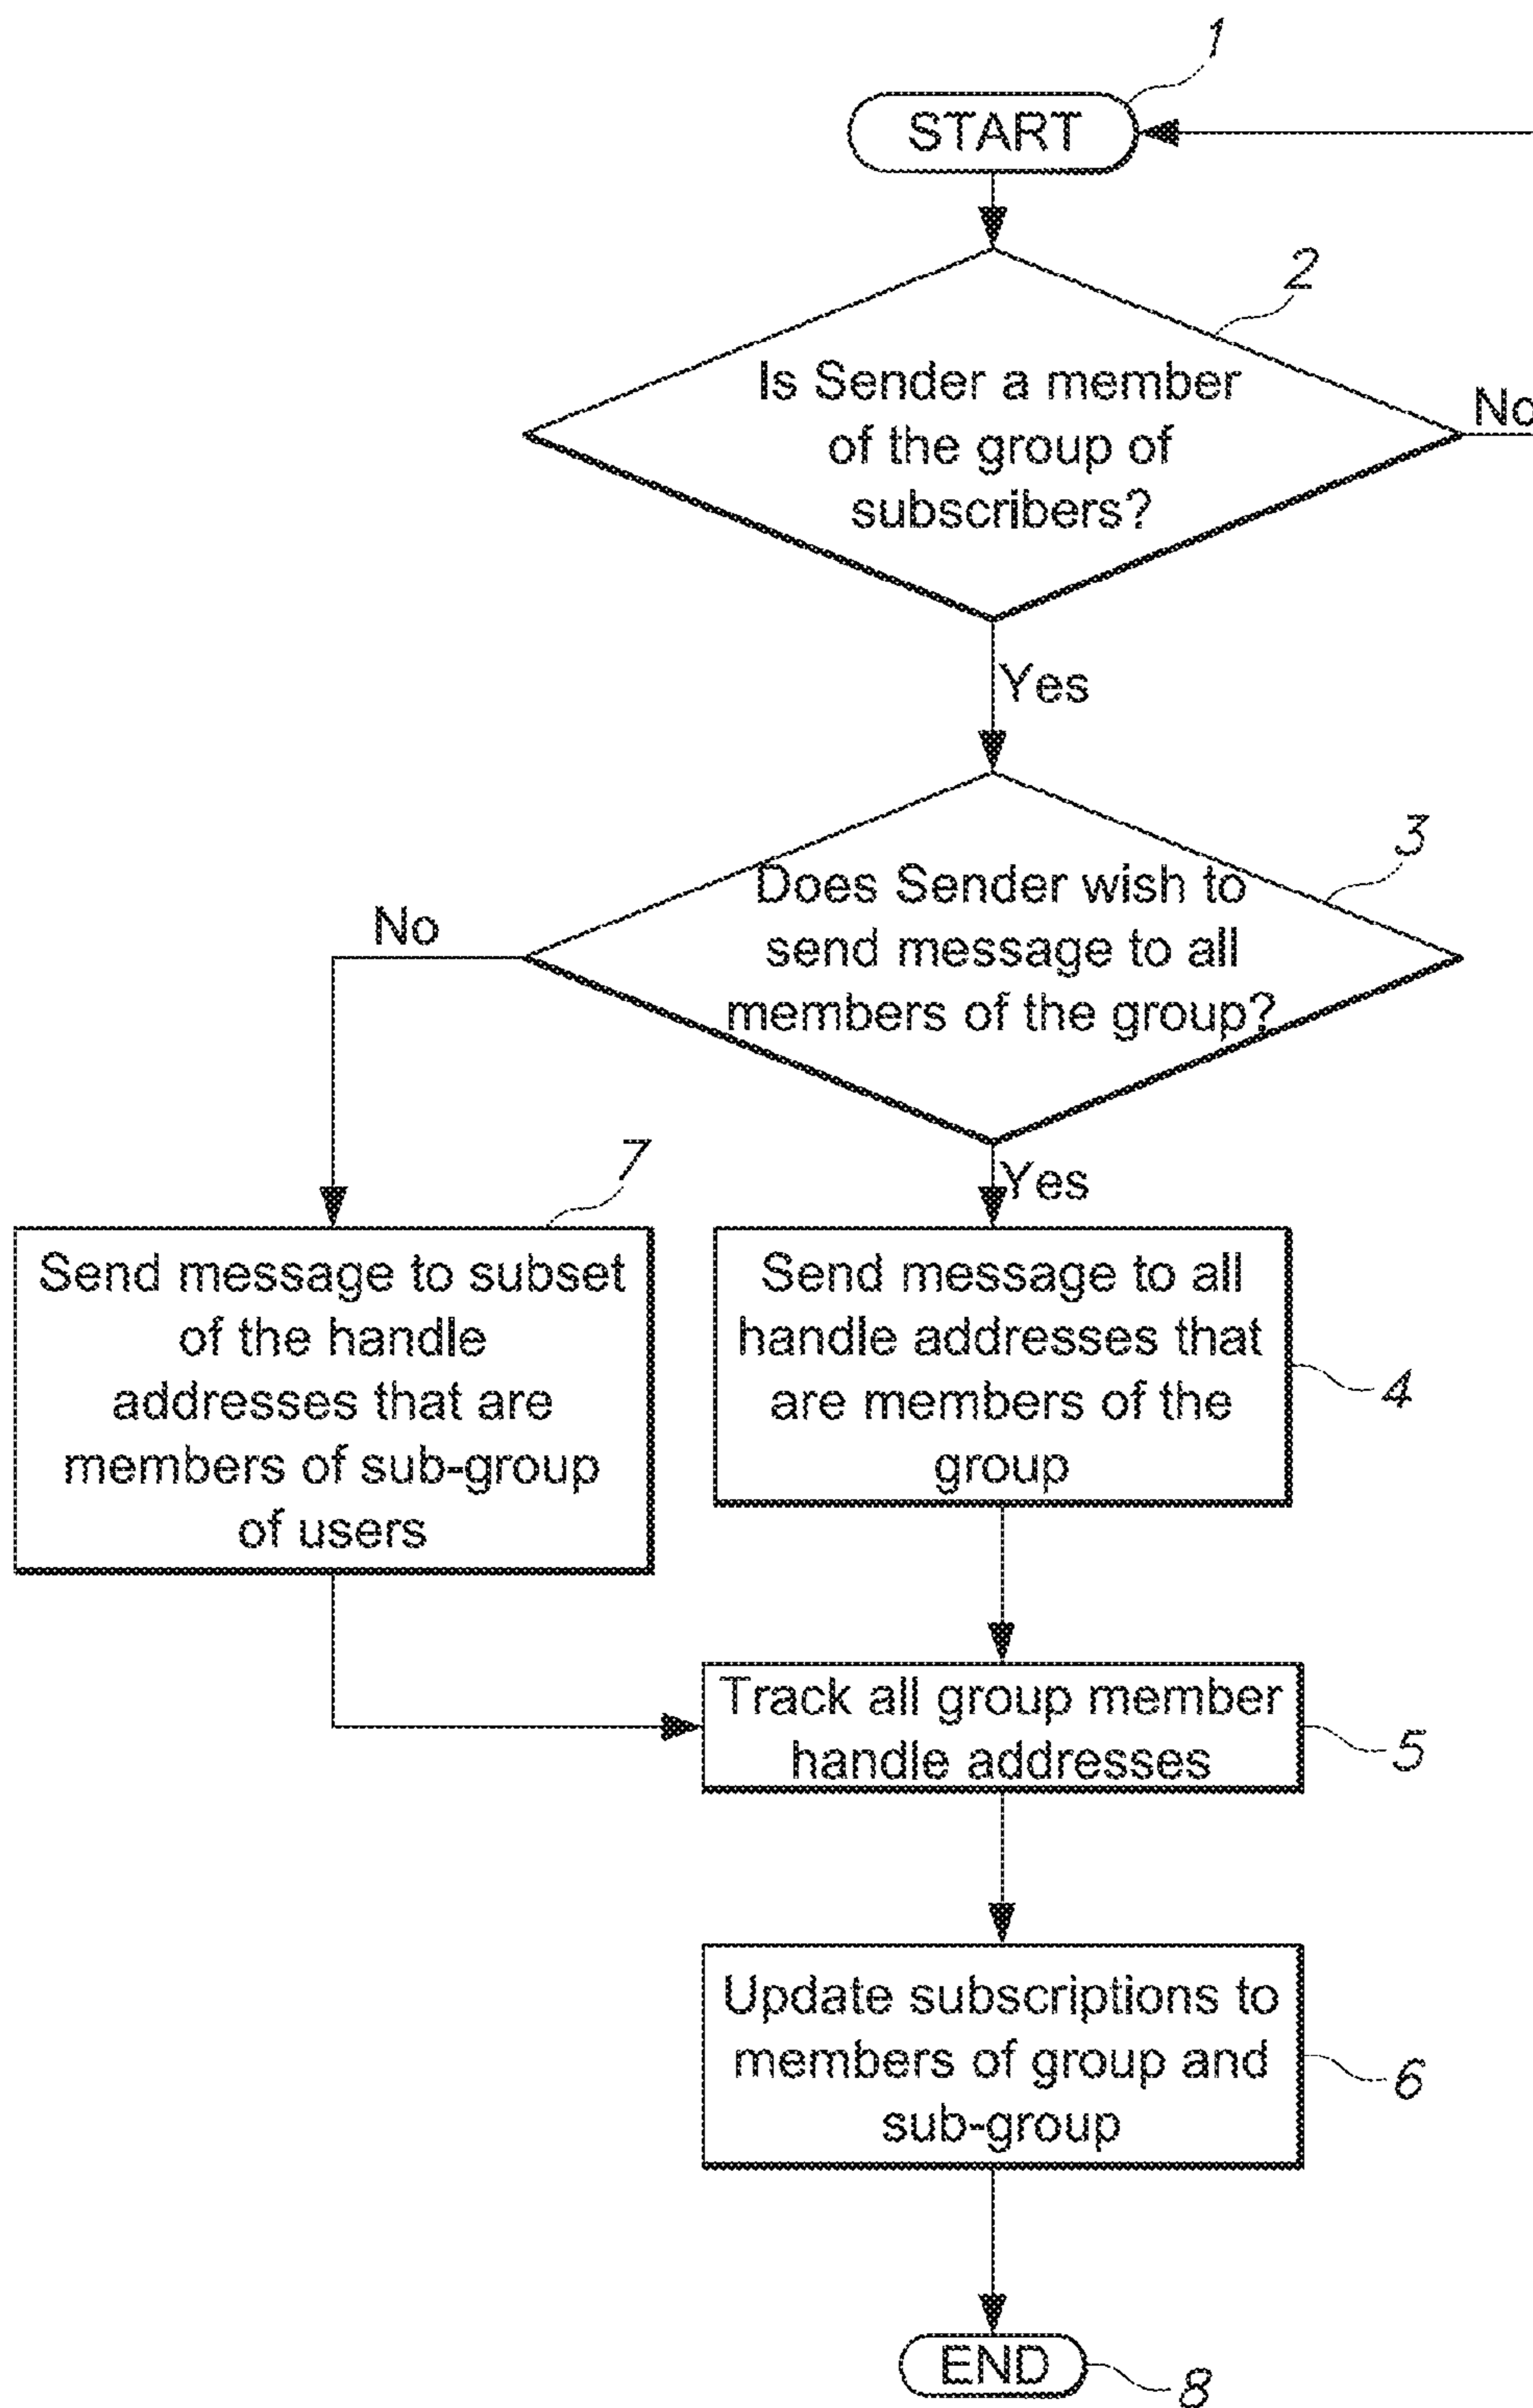 1
START
2
Is Sender a member
of the group of
subscribers?
No
Yes
3
Does Sender wish to
send message to all
members of the group?
No
Yes
7
Send message to subset
of the handle
addresses that are
members of sub-group
of users
Send message to all
handle addresses that
are members of the
group
4
Track all group member
handle addresses
5
Update subscriptions to
members of group and
sub-group
6
END
8